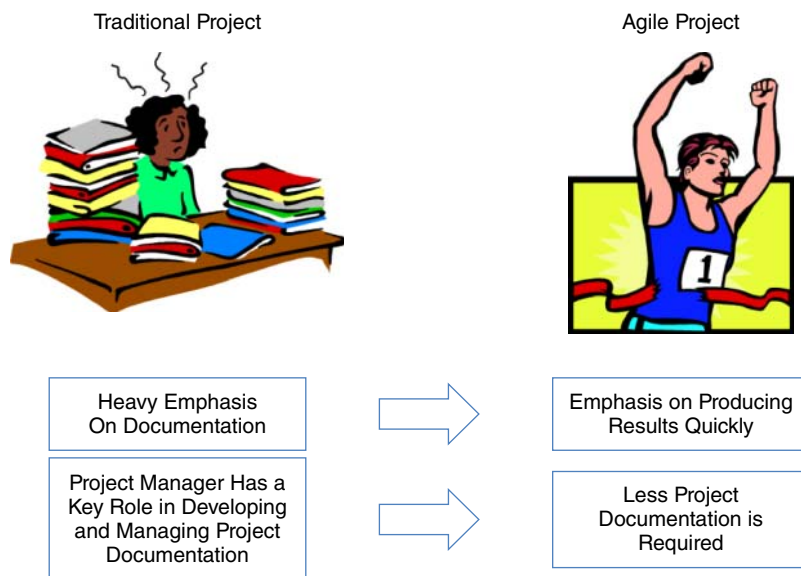 Traditional Project
Agile Project
1
Heavy Emphasis
On Documentation
Emphasis on Producing
Results Quickly
Project Manager Has a
Key Role in Developing
and Managing Project
Documentation
Less Project
Documentation is
Required